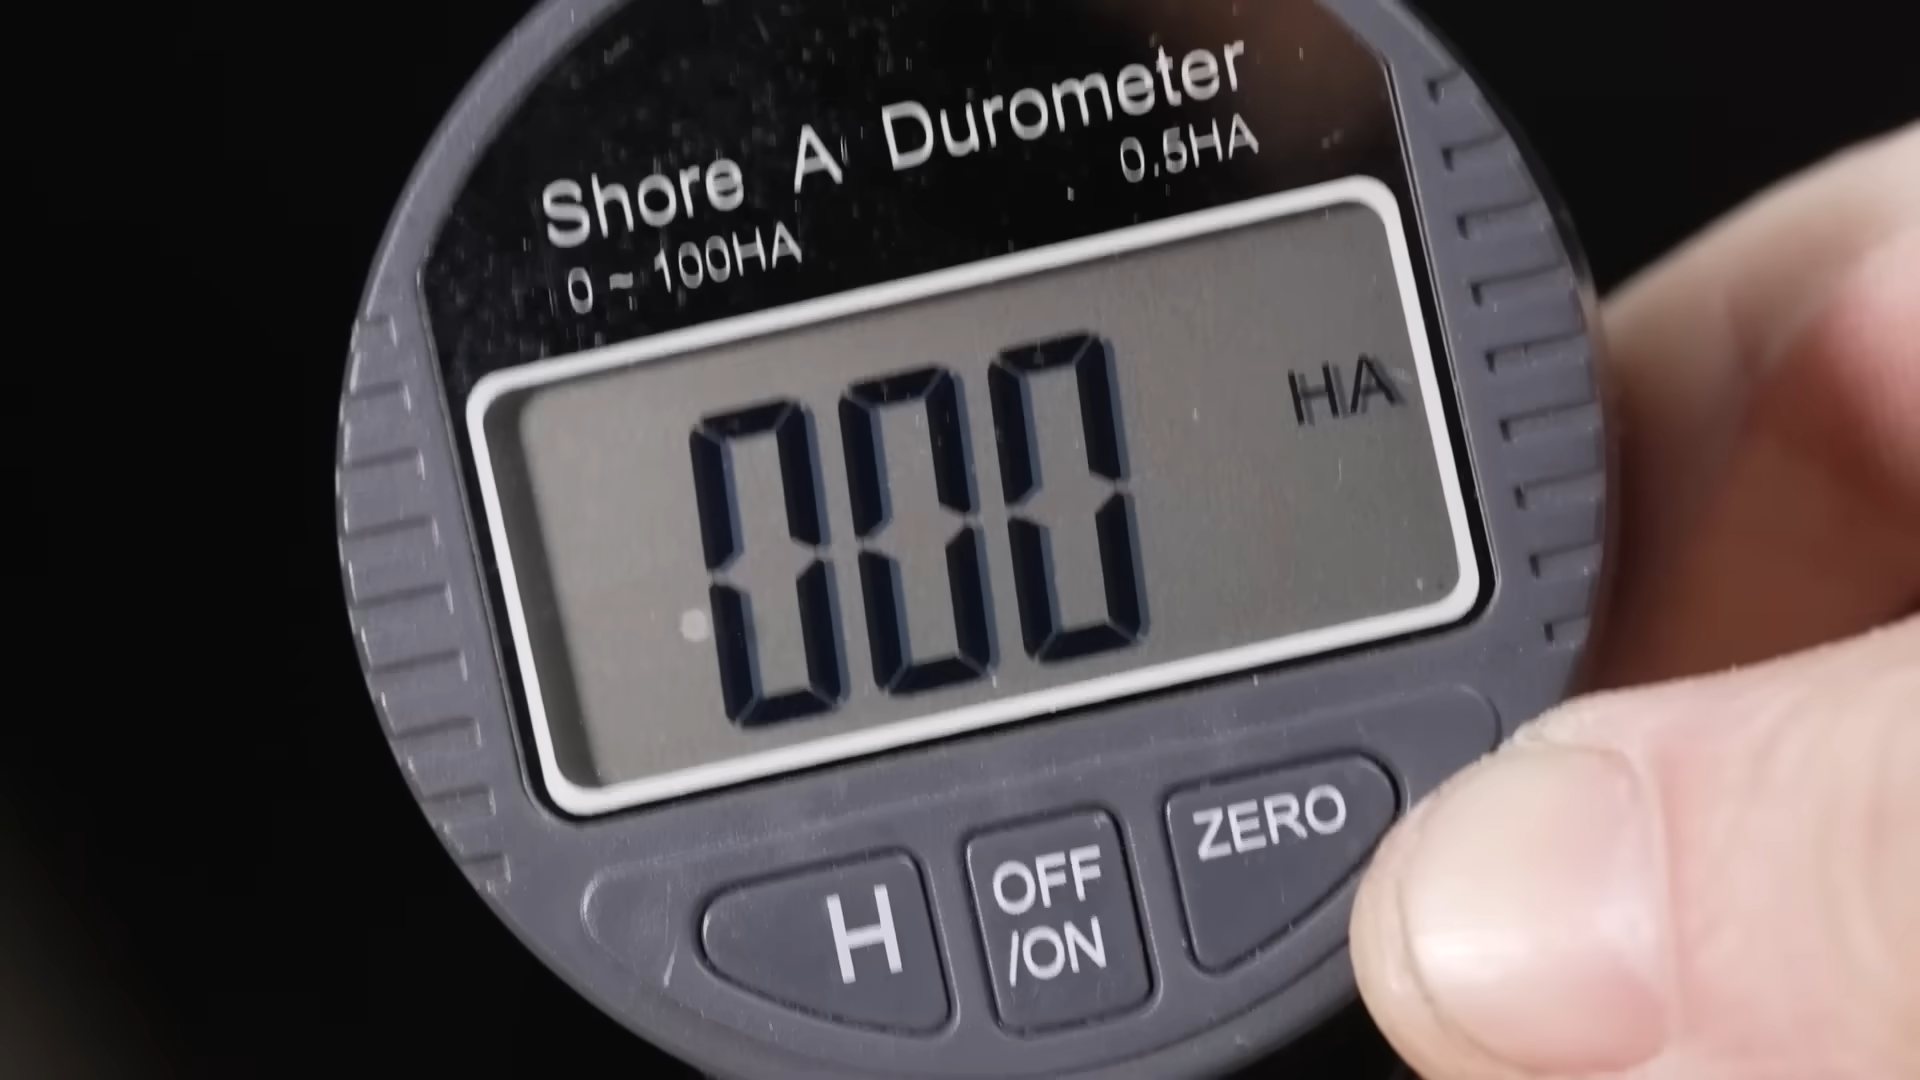 Shore A Durometer
0.5HA
0 ~ 100HA
000 HA
H
OFF
/ON
ZERO